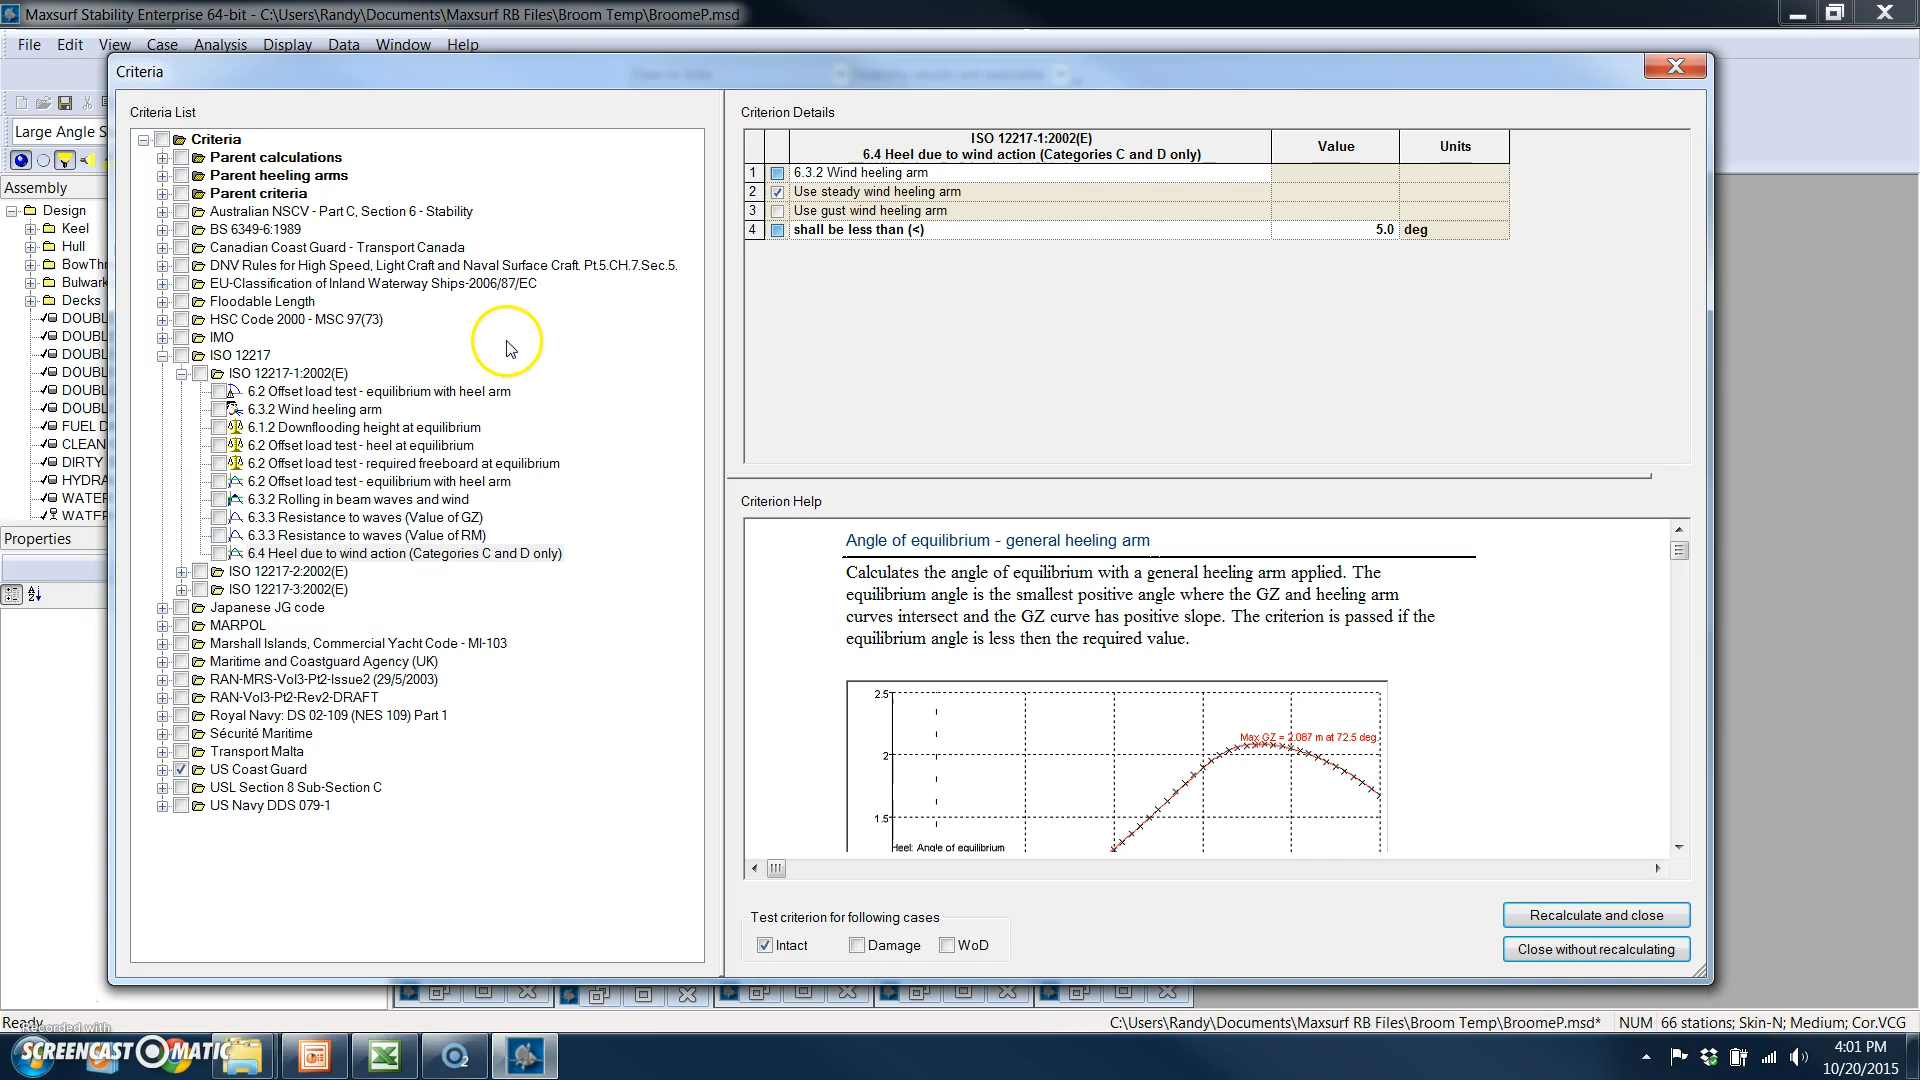 Maxsurf Stability Enterprise 64-bit - C:\Users\Randy\Documents\Maxsurf RB Files\Broom Temp\BroomeP.msd
File Edit View Case Analysis Display Data Window Help
Criteria
Large Angle S
Assembly
Design
Keel
Hull
BowThr
Bulwark
Decks
DOUBL
DOUBL
DOUBL
DOUBL
DOUBL
DOUBL
FUEL D
CLEAN
DIRTY
HYDRA
WATER
WATER
Properties
Criteria List
Criteria
Parent calculations
Parent heeling arms
Parent criteria
Australian NSCV - Part C, Section 6 - Stability
BS 6349-6:1989
Canadian Coast Guard - Transport Canada
DNV Rules for High Speed, Light Craft and Naval Surface Craft. Pt.5.CH.7.Sec.5.
EU-Classification of Inland Waterway Ships-2006/87/EC
Floodable Length
HSC Code 2000 - MSC 97(73)
IMO
ISO 12217
ISO 12217-1:2002(E)
6.2 Offset load test - equilibrium with heel arm
6.3.2 Wind heeling arm
6.1.2 Downflooding height at equilibrium
6.2 Offset load test - heel at equilibrium
6.2 Offset load test - required freeboard at equilibrium
6.2 Offset load test - equilibrium with heel arm
6.3.2 Rolling in beam waves and wind
6.3.3 Resistance to waves (Value of GZ)
6.3.3 Resistance to waves (Value of RM)
6.4 Heel due to wind action (Categories C and D only)
ISO 12217-2:2002(E)
ISO 12217-3:2002(E)
Japanese JG code
MARPOL
Marshall Islands, Commercial Yacht Code - MI-103
Maritime and Coastguard Agency (UK)
RAN-MRS-Vol3-Pt2-Issue2 (29/5/2003)
RAN-Vol3-Pt2-Rev2-DRAFT
Royal Navy: DS 02-109 (NES 109) Part 1
Sécurité Maritime
Transport Malta
US Coast Guard
USL Section 8 Sub-Section C
US Navy DDS 079-1
Criterion Details
ISO 12217-1:2002(E)
6.4 Heel due to wind action (Categories C and D only) Value Units
1 6.3.2 Wind heeling arm
2 Use steady wind heeling arm
3 Use gust wind heeling arm
4 shall be less than (<) 5.0 deg
Criterion Help
Angle of equilibrium - general heeling arm
Calculates the angle of equilibrium with a general heeling arm applied. The
equilibrium angle is the smallest positive angle where the GZ and heeling arm
curves intersect and the GZ curve has positive slope. The criterion is passed if the
equilibrium angle is less then the required value.
2.5
Max GZ = 2.087 m at 72.5 deg.
2
1.5
Heel: Angle of equilibrium
Test criterion for following cases
Intact Damage WoD
Recalculate and close
Close without recalculating
Ready
C:\Users\Randy\Documents\Maxsurf RB Files\Broom Temp\BroomeP.msd* NUM 66 stations; Skin-N; Medium; Cor.VCG
Recorded with
SCREENCAST MATIC
4:01 PM
10/20/2015